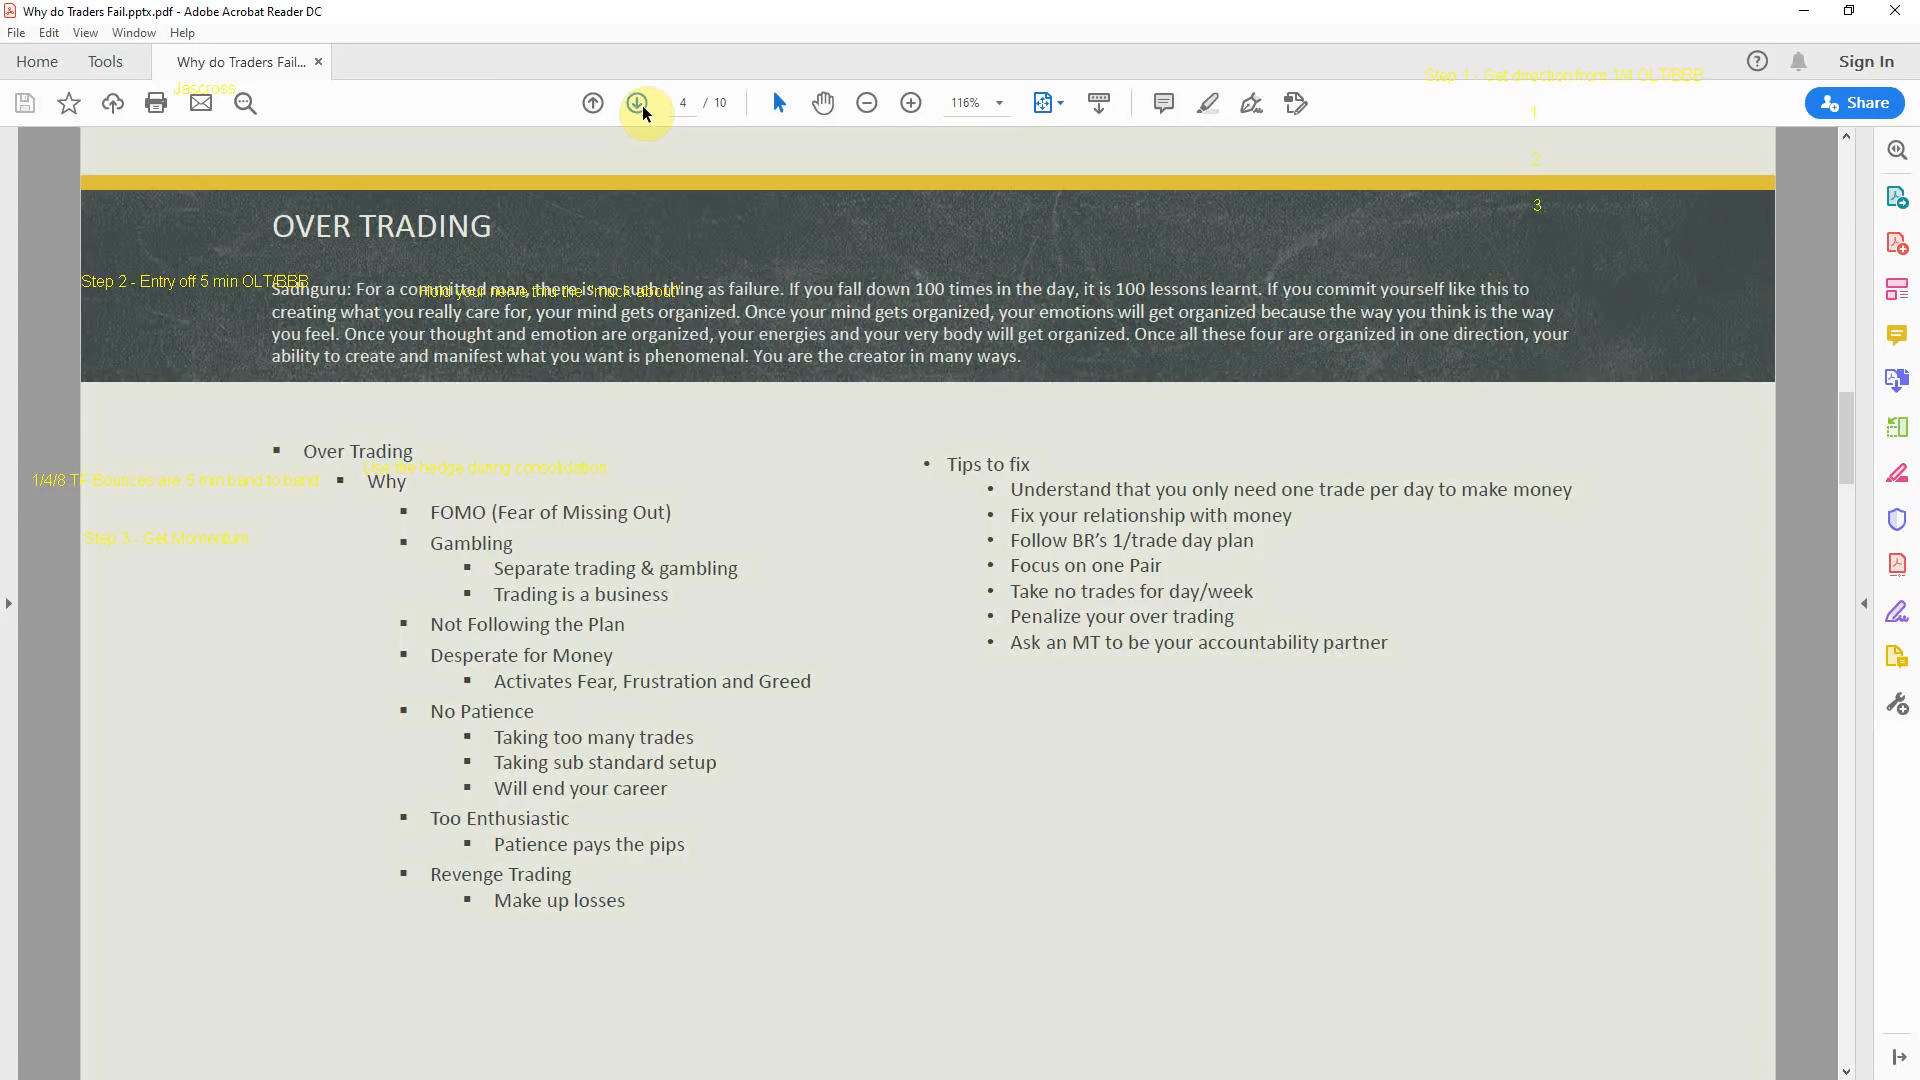 Why do Traders Fail.pptx.pdf - Adobe Acrobat Reader DC
File Edit View Window Help
Home Tools Why do Traders Fail... × Sign In
Jascross
Step 1 - Get direction from 1/4 OLT/BBB
4 / 10 116% Share
1
2
3
OVER TRADING
Step 2 - Entry off 5 min OLT/BBB
Hold your nerve thru the "muck about"
Sadhguru: For a committed man, there is no such thing as failure. If you fall down 100 times in the day, it is 100 lessons learnt. If you commit yourself like this to
creating what you really care for, your mind gets organized. Once your mind gets organized, your emotions will get organized because the way you think is the way
you feel. Once your thought and emotion are organized, your energies and your very body will get organized. Once all these four are organized in one direction, your
ability to create and manifest what you want is phenomenal. You are the creator in many ways.
▪ Over Trading
Use the hedge during consolidation
1/4/8 TF Bounces are 5 min band to band
▪ Why
▪ FOMO (Fear of Missing Out)
Step 3 - Get Momentum
▪ Gambling
▪ Separate trading & gambling
▪ Trading is a business
▪ Not Following the Plan
▪ Desperate for Money
▪ Activates Fear, Frustration and Greed
▪ No Patience
▪ Taking too many trades
▪ Taking sub standard setup
▪ Will end your career
▪ Too Enthusiastic
▪ Patience pays the pips
▪ Revenge Trading
▪ Make up losses
• Tips to fix
• Understand that you only need one trade per day to make money
• Fix your relationship with money
• Follow BR’s 1/trade day plan
• Focus on one Pair
• Take no trades for day/week
• Penalize your over trading
• Ask an MT to be your accountability partner